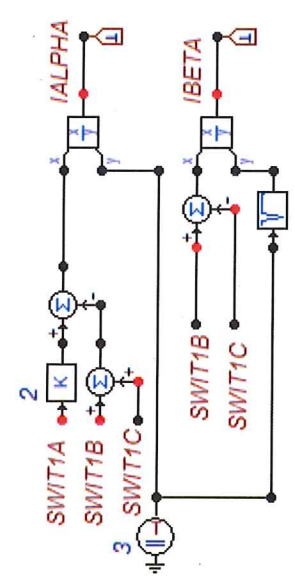 IALPHA
T
x
x
y
y
Σ
+
-
2
K
SWIT1A
SWIT1B
SWIT1C
Σ
+
+
3
IBETA
T
x
x
y
y
Σ
+
-
SWIT1B
SWIT1C